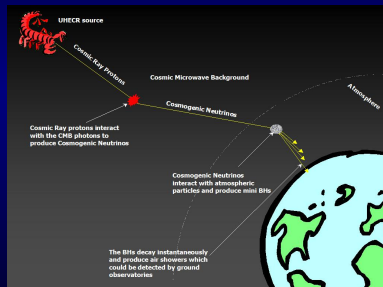 UHECR source
Cosmic Ray Protons
Cosmic Microwave Background
Atmosphere
Cosmogenic Neutrinos
Cosmic Ray protons interact
with the CMB photons to
produce Cosmogenic Neutrinos
Cosmogenic Neutrinos
interact with atmospheric
particles and produce mini BHs
The BHs decay instantaneously
and produce air showers which
could be detected by ground
observatories